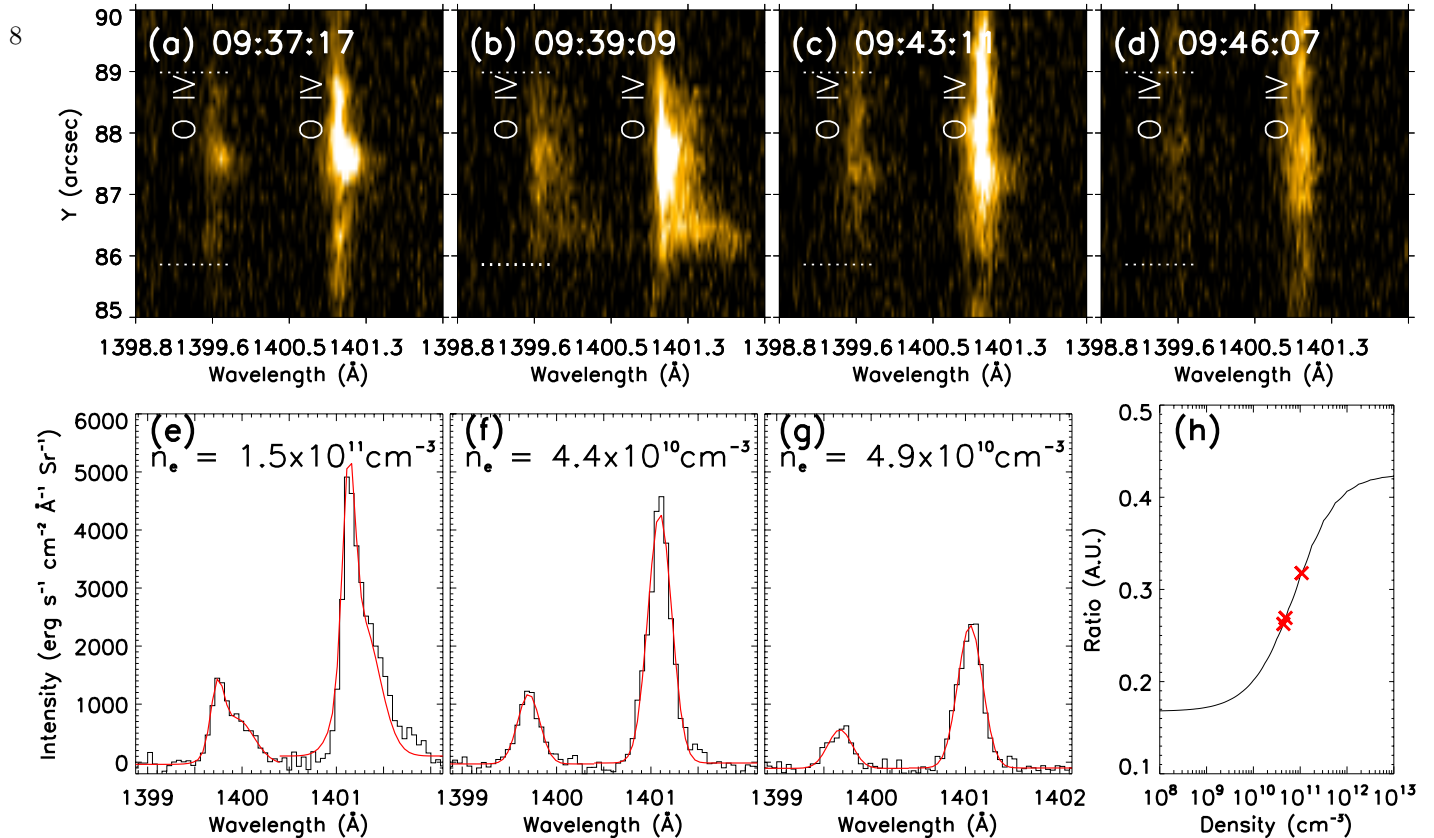 8
(a) 09:37:17
(b) 09:39:09
(c) 09:43:11
(d) 09:46:07
O IV O IV
O IV O IV
O IV O IV
O IV O IV
90
89
88
87
86
85
Y (arcsec)
1398.8 1399.6 1400.5 1401.3 1398.8 1399.6 1400.5 1401.3 1398.8 1399.6 1400.5 1401.3 1398.8 1399.6 1400.5 1401.3
Wavelength (Å) Wavelength (Å) Wavelength (Å) Wavelength (Å)
(e)
nₑ = 1.5x10¹¹cm⁻³
(f)
nₑ = 4.4x10¹⁰cm⁻³
(g)
nₑ = 4.9x10¹⁰cm⁻³
(h)
6000
5000
4000
3000
2000
1000
0
Intensity (erg s⁻¹ cm⁻² Å⁻¹ Sr⁻¹)
0.5
0.4
0.3
0.2
0.1
Ratio (A.U.)
1399 1400 1401 1399 1400 1401 1399 1400 1401 1402
10⁸ 10⁹ 10¹⁰ 10¹¹ 10¹² 10¹³
Wavelength (Å) Wavelength (Å) Wavelength (Å) Density (cm⁻³)